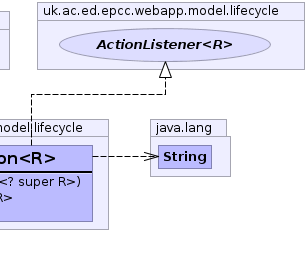 uk.ac.ed.epcc.webapp.model.lifecycle
ActionListener<R>
model.lifecycle
java.lang
on<R>
String
<? super R>)
R>